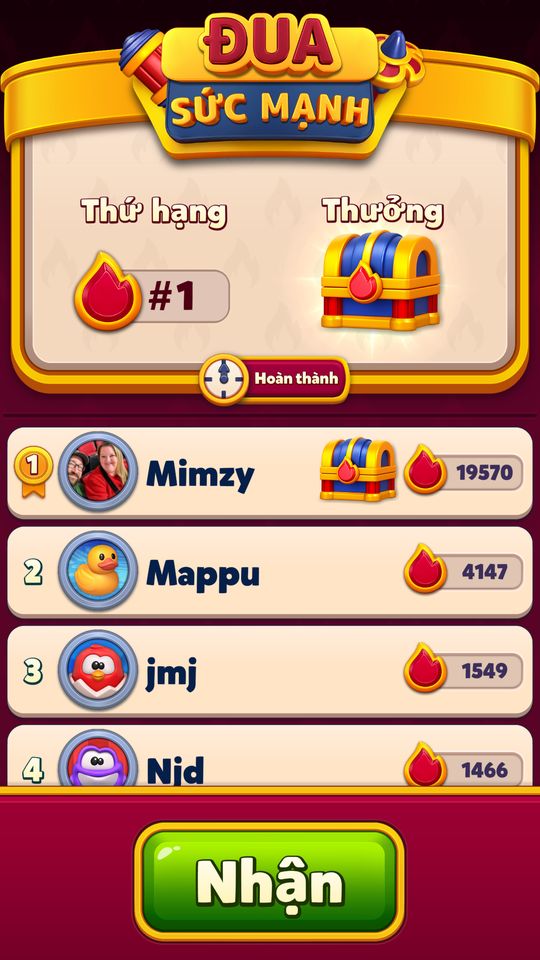 ĐUA
SỨC MẠNH
Thứ hạng
Thưởng
#1
Hoàn thành
1 Mimzy 19570
2 Mappu 4147
3 jmj 1549
4 Njd 1466
Nhận